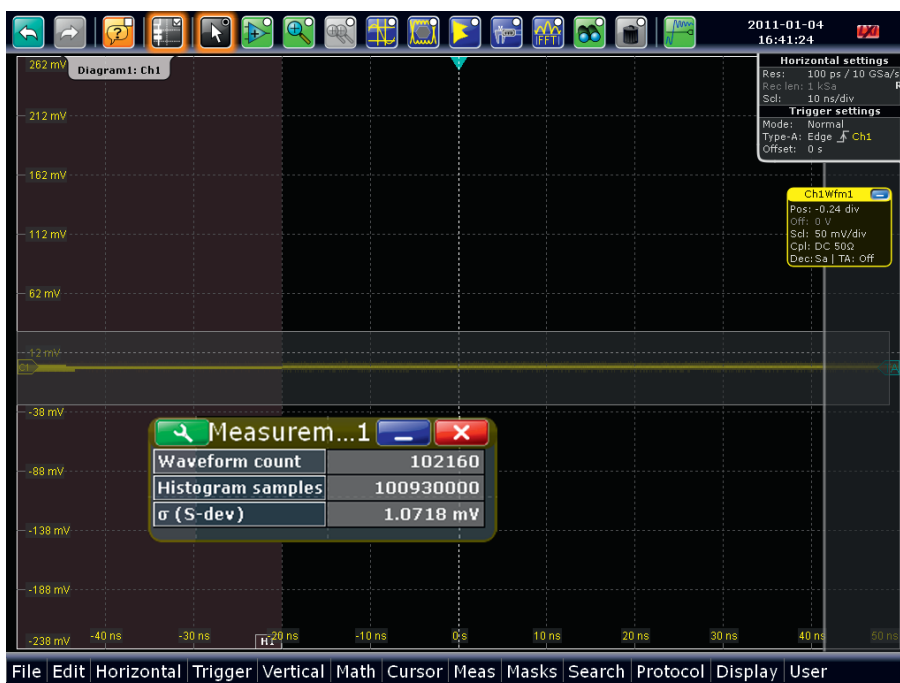 FFT
2011-01-04
16:41:24
Diagram1: Ch1
Horizontal settings
Res: 100 ps / 10 GSa/s
Rec len: 1 kSa R
Scl: 10 ns/div
Trigger settings
Mode: Normal
Type-A: Edge Ch1
Offset: 0 s
Ch1Wfm1
Pos: -0.24 div
Off: 0 V
Scl: 50 mV/div
Cpl: DC 50Ω
Dec: Sa | TA: Off
262 mV
212 mV
162 mV
112 mV
62 mV
12 mV
C1
-38 mV
Measurem...1
Waveform count 102160
Histogram samples 100930000
σ (S-dev) 1.0718 mV
-88 mV
-138 mV
-188 mV
-238 mV
-40 ns -30 ns -20 ns -10 ns 0 s 10 ns 20 ns 30 ns 40 ns 50 ns
File Edit Horizontal Trigger Vertical Math Cursor Meas Masks Search Protocol Display User